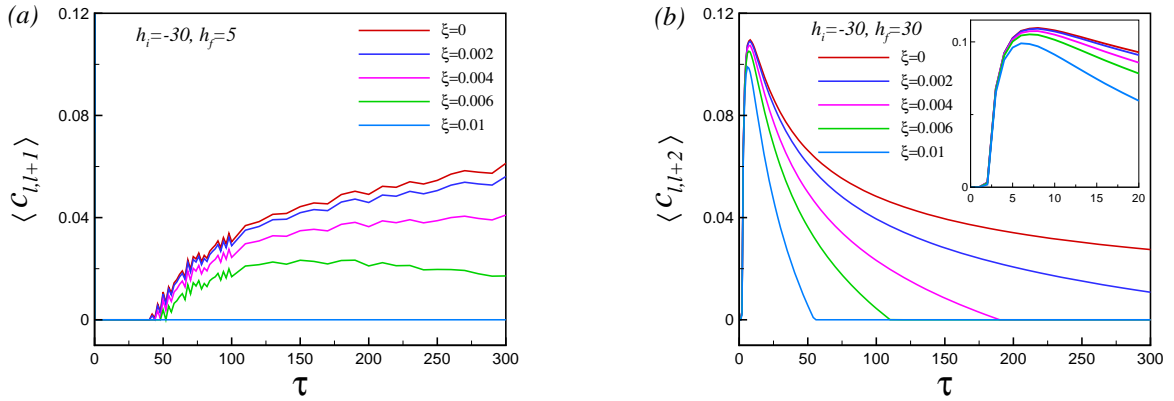 (a)
h_i=-30, h_f=5
ξ=0
ξ=0.002
ξ=0.004
ξ=0.006
ξ=0.01
⟨ c_{l,l+1} ⟩
0.12
0.08
0.04
0
0 50 100 150 200 250 300
τ
(b)
h_i=-30, h_f=30
ξ=0
ξ=0.002
ξ=0.004
ξ=0.006
ξ=0.01
0.1
0
0 5 10 15 20
⟨ c_{l,l+2} ⟩
0.12
0.08
0.04
0
0 50 100 150 200 250 300
τ